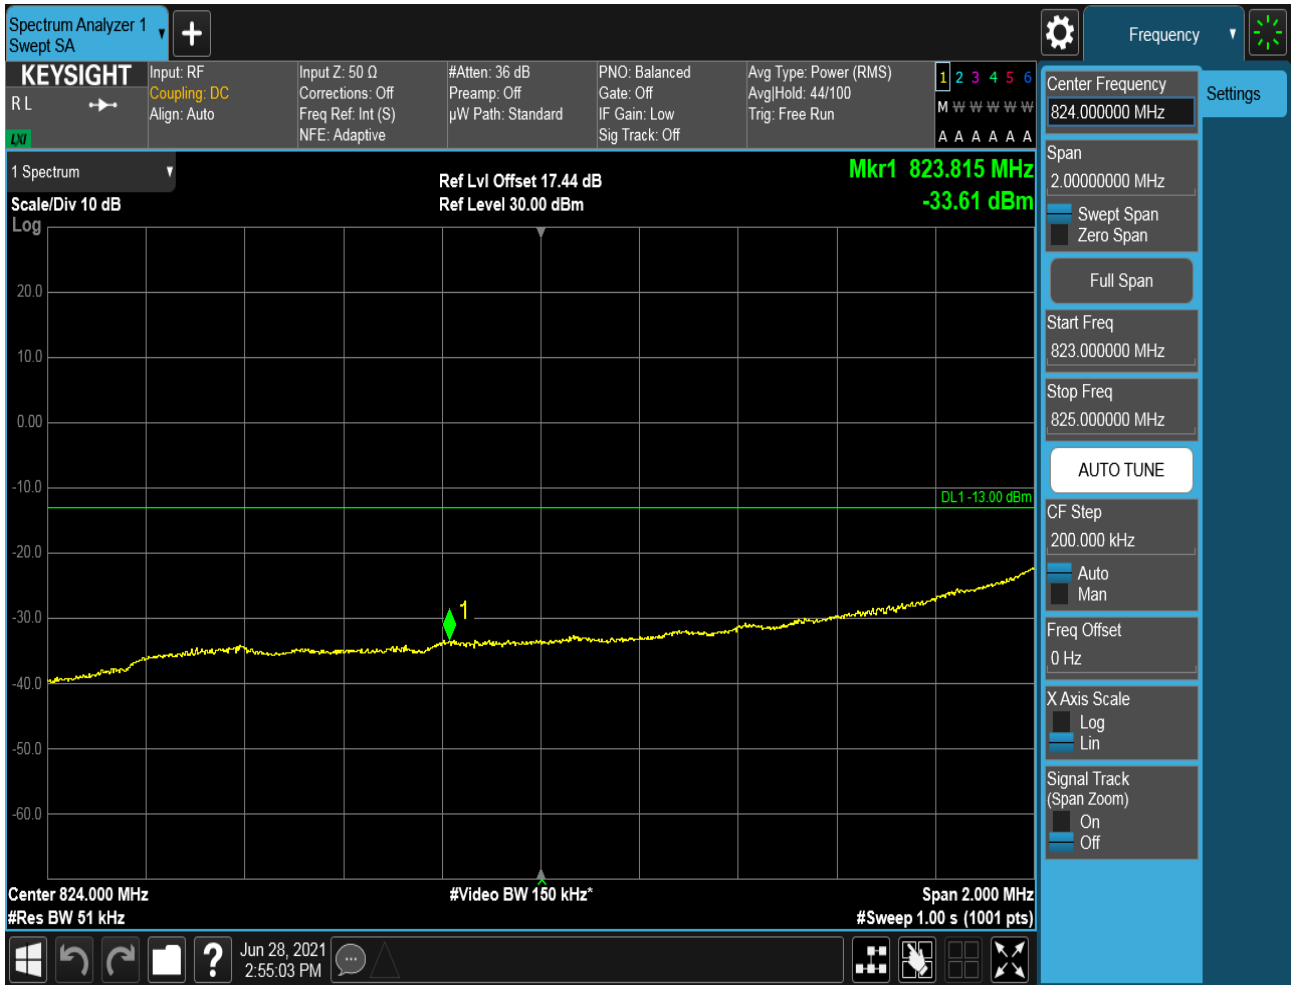 Spectrum Analyzer 1
Swept SA
Frequency
KEYSIGHT
R L
LXI
Input: RF
Coupling: DC
Align: Auto
Input Z: 50 Ω
Corrections: Off
Freq Ref: Int (S)
NFE: Adaptive
#Atten: 36 dB
Preamp: Off
µW Path: Standard
PNO: Balanced
Gate: Off
IF Gain: Low
Sig Track: Off
Avg Type: Power (RMS)
Avg|Hold: 44/100
Trig: Free Run
1 2 3 4 5 6
M W W W W W
A A A A A A
1 Spectrum
Scale/Div 10 dB
Log
Ref Lvl Offset 17.44 dB
Ref Level 30.00 dBm
Mkr1 823.815 MHz
-33.61 dBm
20.0
10.0
0.00
-10.0
-20.0
-30.0
-40.0
-50.0
-60.0
DL1 -13.00 dBm
1
Center 824.000 MHz
#Res BW 51 kHz
#Video BW 150 kHz*
Span 2.000 MHz
#Sweep 1.00 s (1001 pts)
Center Frequency
824.000000 MHz
Settings
Span
2.00000000 MHz
Swept Span
Zero Span
Full Span
Start Freq
823.000000 MHz
Stop Freq
825.000000 MHz
AUTO TUNE
CF Step
200.000 kHz
Auto
Man
Freq Offset
0 Hz
X Axis Scale
Log
Lin
Signal Track
(Span Zoom)
On
Off
?
Jun 28, 2021
2:55:03 PM